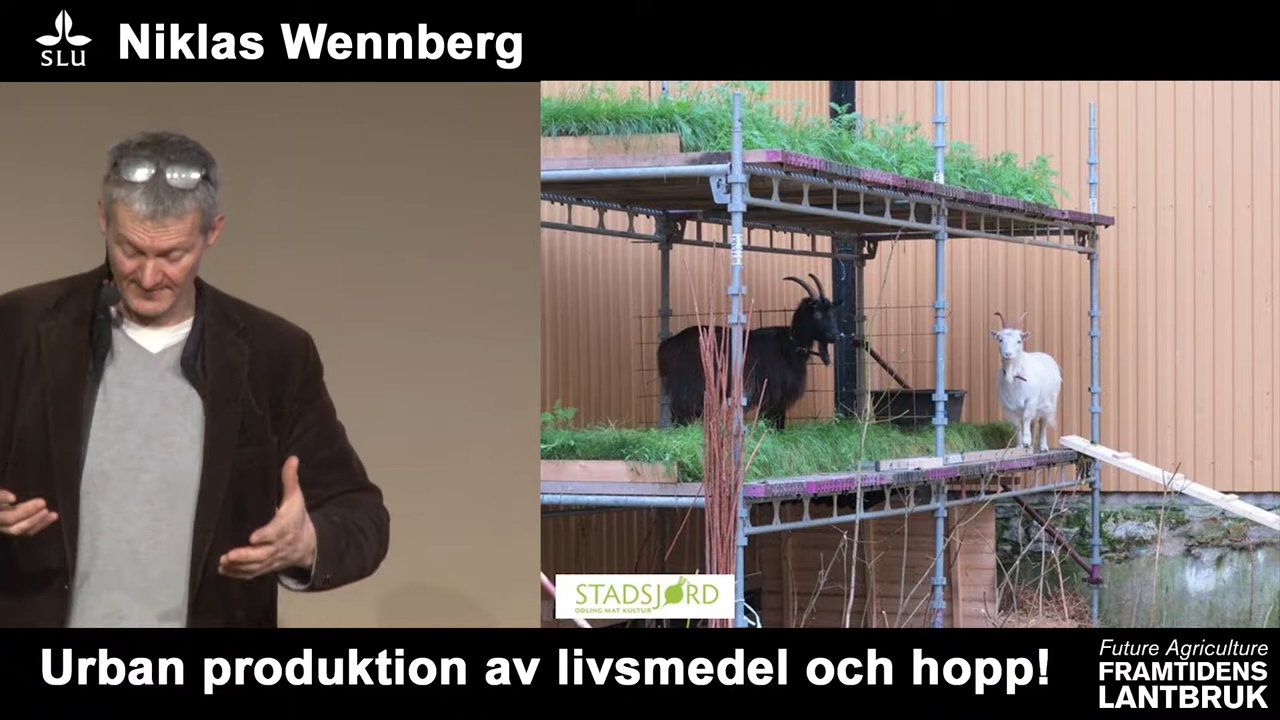 SLU
Niklas Wennberg
STADSJORD
ODLING MAT KULTUR
Urban produktion av livsmedel och hopp!
Future Agriculture
FRAMTIDENS
LANTBRUK